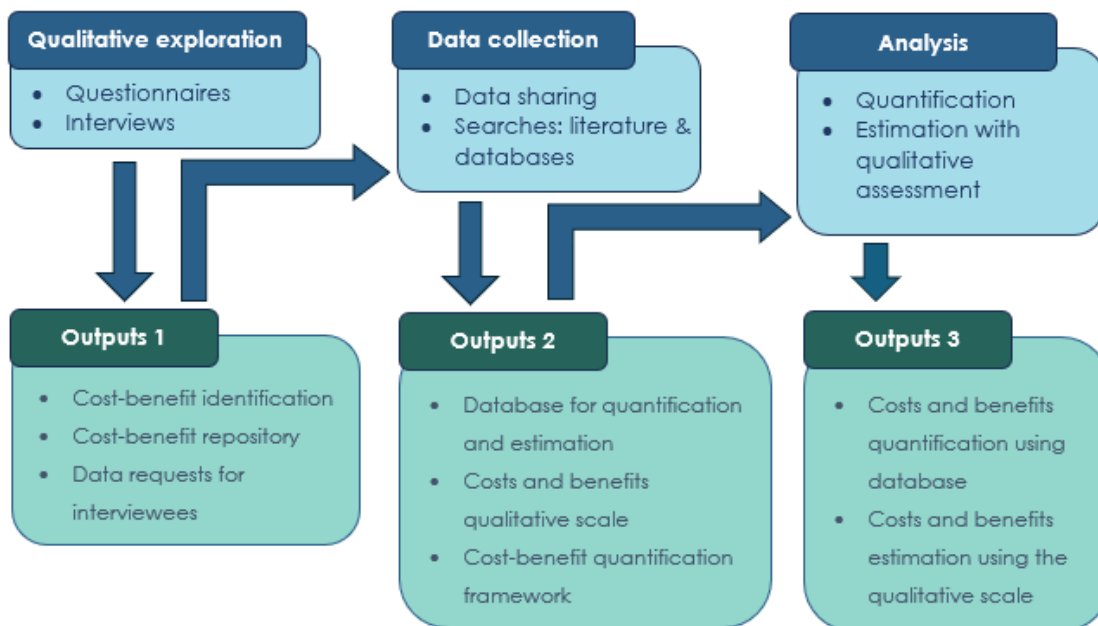 Qualitative exploration
• Questionnaires
• Interviews
Data collection
• Data sharing
• Searches: literature &
databases
Analysis
• Quantification
• Estimation with
qualitative
assessment
Outputs 1
• Cost-benefit identification
• Cost-benefit repository
• Data requests for
interviewees
Outputs 2
• Database for quantification
and estimation
• Costs and benefits
qualitative scale
• Cost-benefit quantification
framework
Outputs 3
• Costs and benefits
quantification using
database
• Costs and benefits
estimation using the
qualitative scale